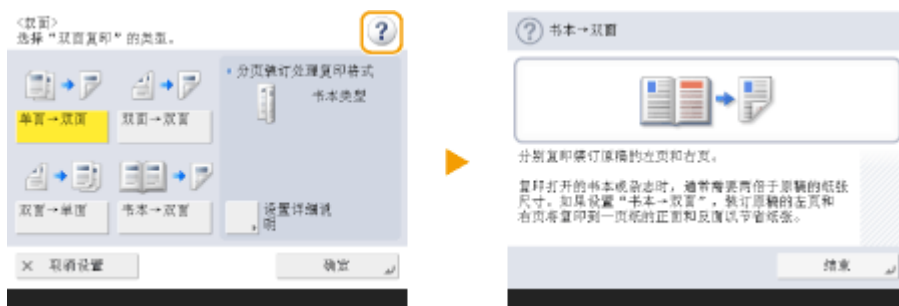 <双面>
选择“双面复印”的类型。
?
单面→双面
双面→双面
双面→单面
书本→双面
分页装订处理复印格式
书本类型
设置详细说
明
× 取消设置
确定
? 书本→双面
分别复印装订原稿的左页和右页。
复印打开的书本或杂志时，通常需要两倍于原稿的纸张
尺寸。如果设置“书本→双面”，装订原稿的左页和
右页将复印到一页纸的正面和反面以节省纸张。
结束